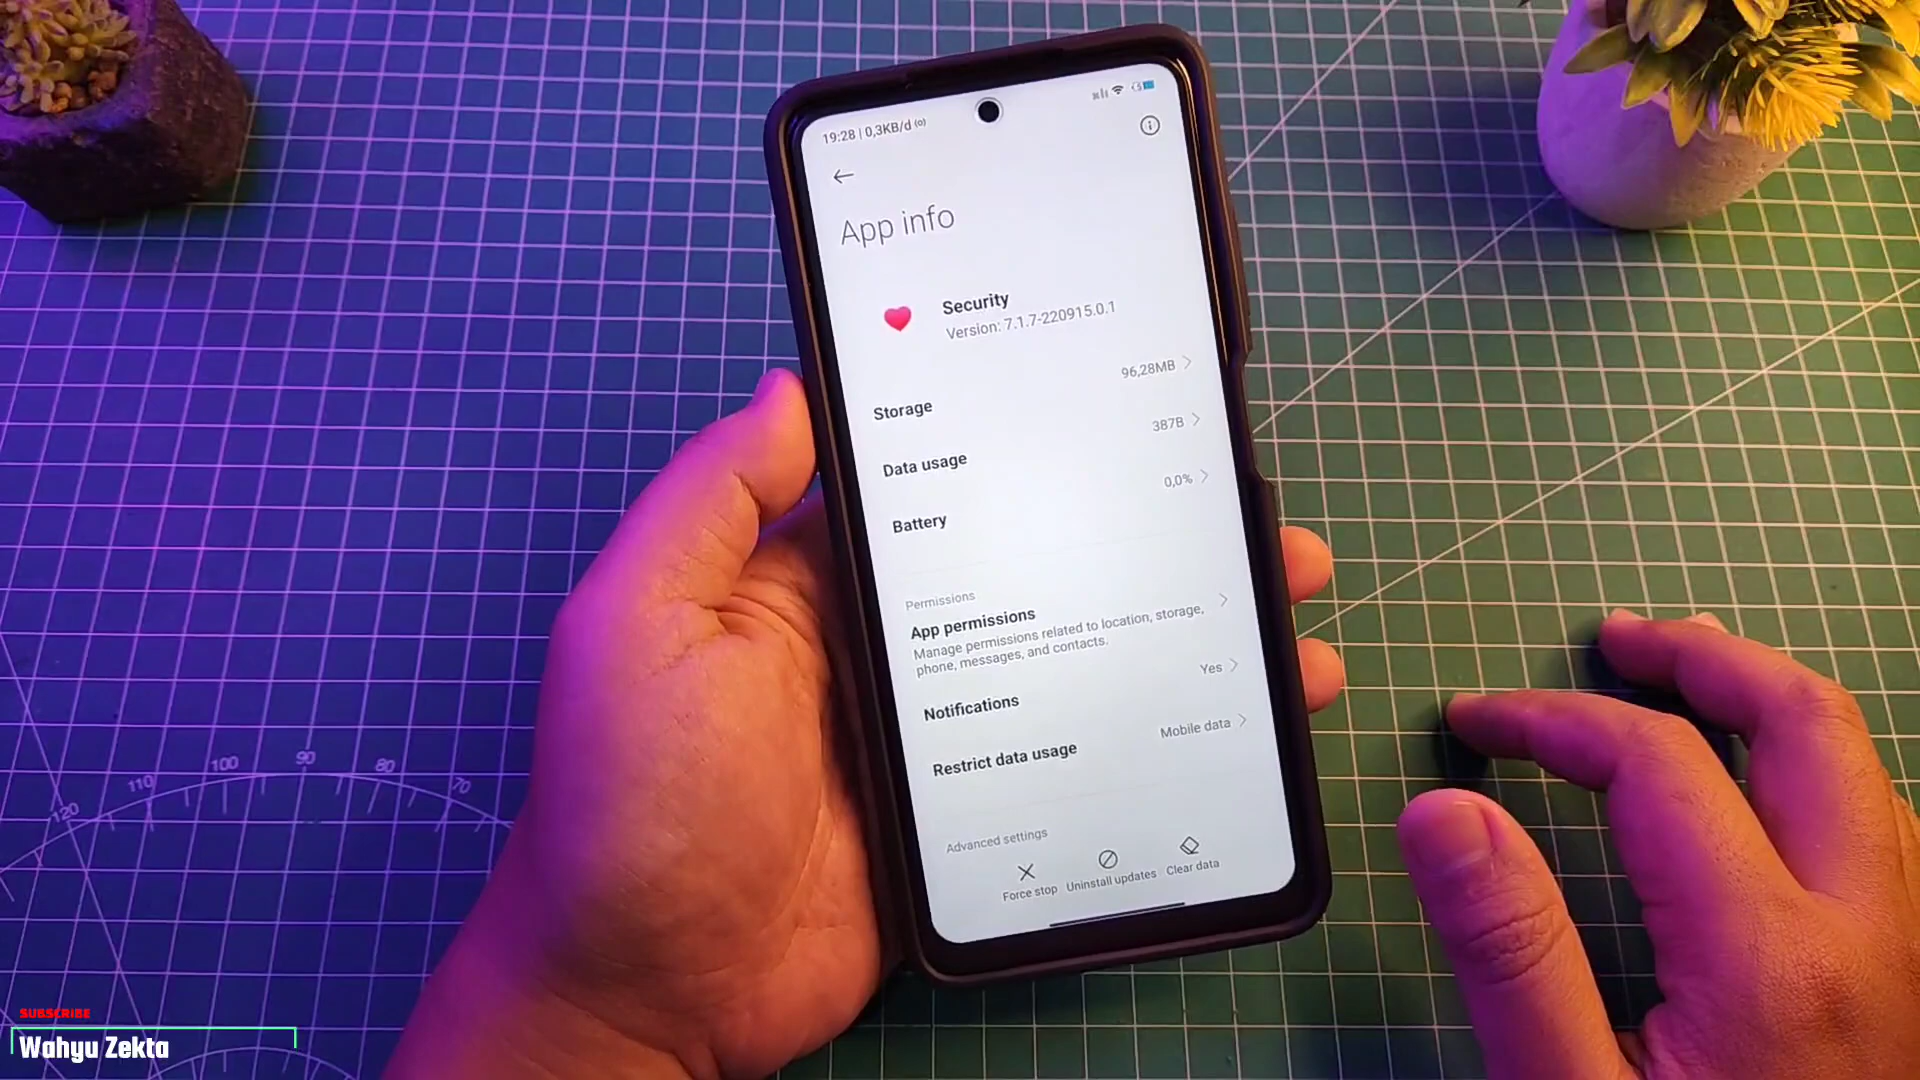 19:28 | 0,3KB/d
App info
Security
Version: 7.1.7-220915.0.1
Storage 96,28MB
Data usage 387B
Battery 0,0%
Permissions
App permissions
Manage permissions related to location, storage,
phone, messages, and contacts.
Notifications Yes
Restrict data usage Mobile data
Advanced settings
Force stop Uninstall updates Clear data
120 110 100 90 80 70
SUBSCRIBE
Wahyu Zekta